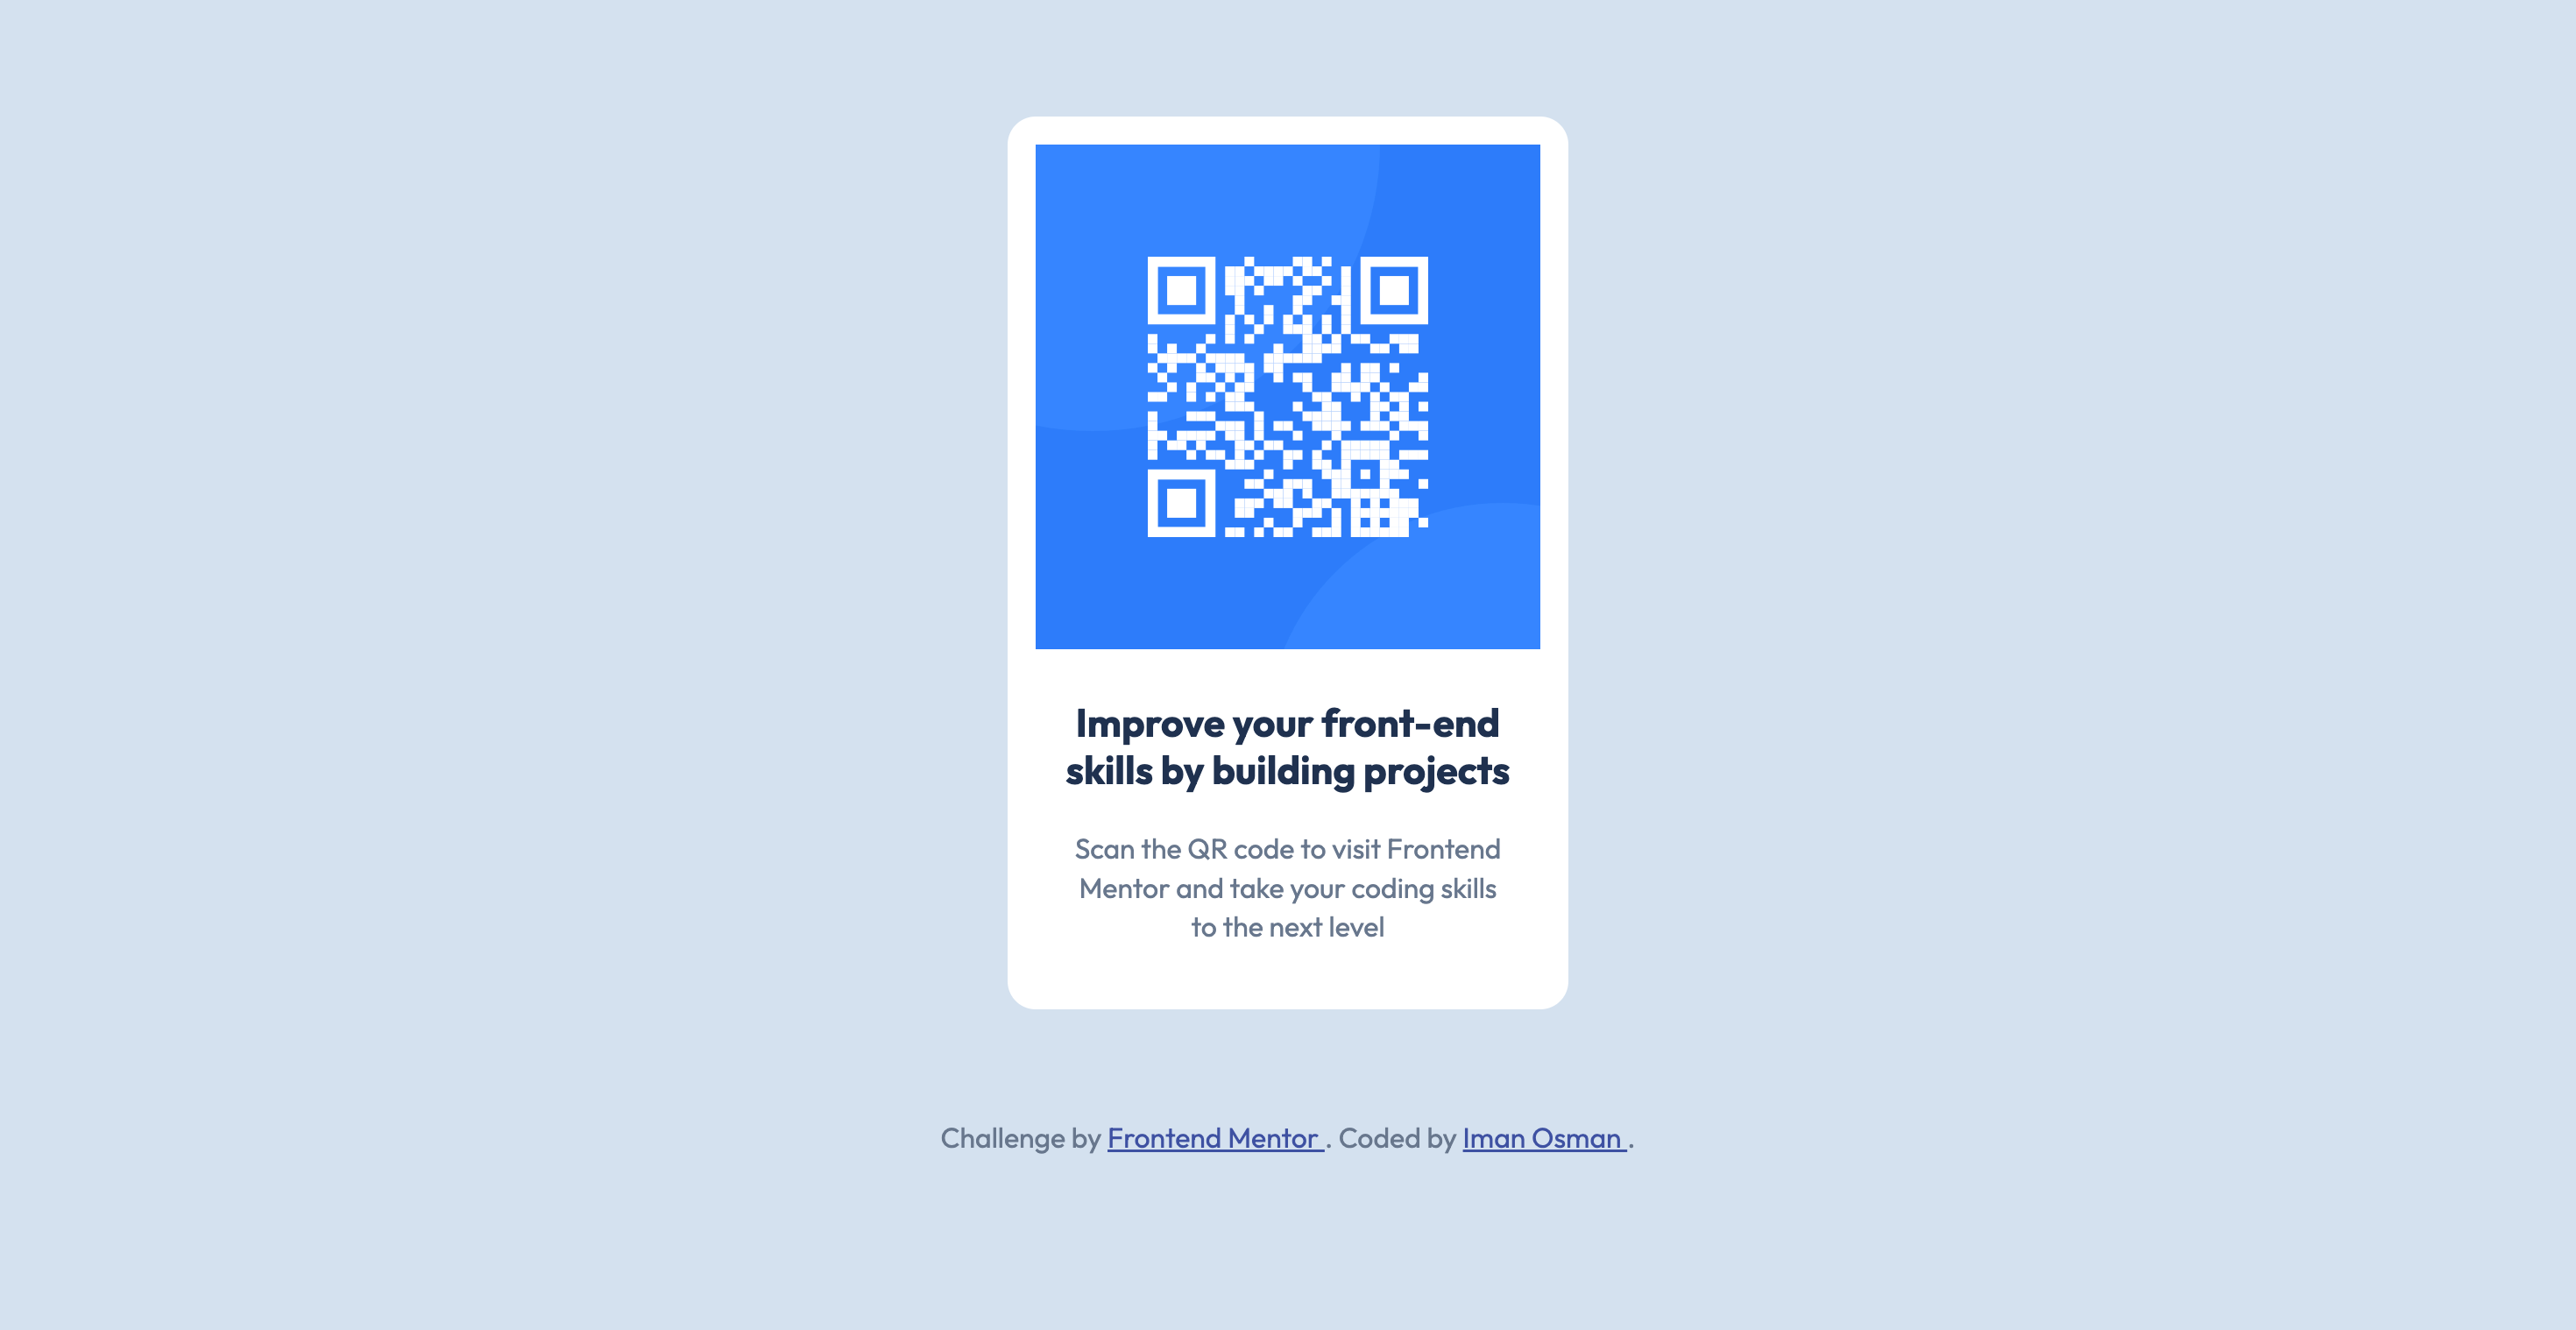 Improve your front-end
skills by building projects
Scan the QR code to visit Frontend
Mentor and take your coding skills
to the next level
Challenge by Frontend Mentor . Coded by Iman Osman .